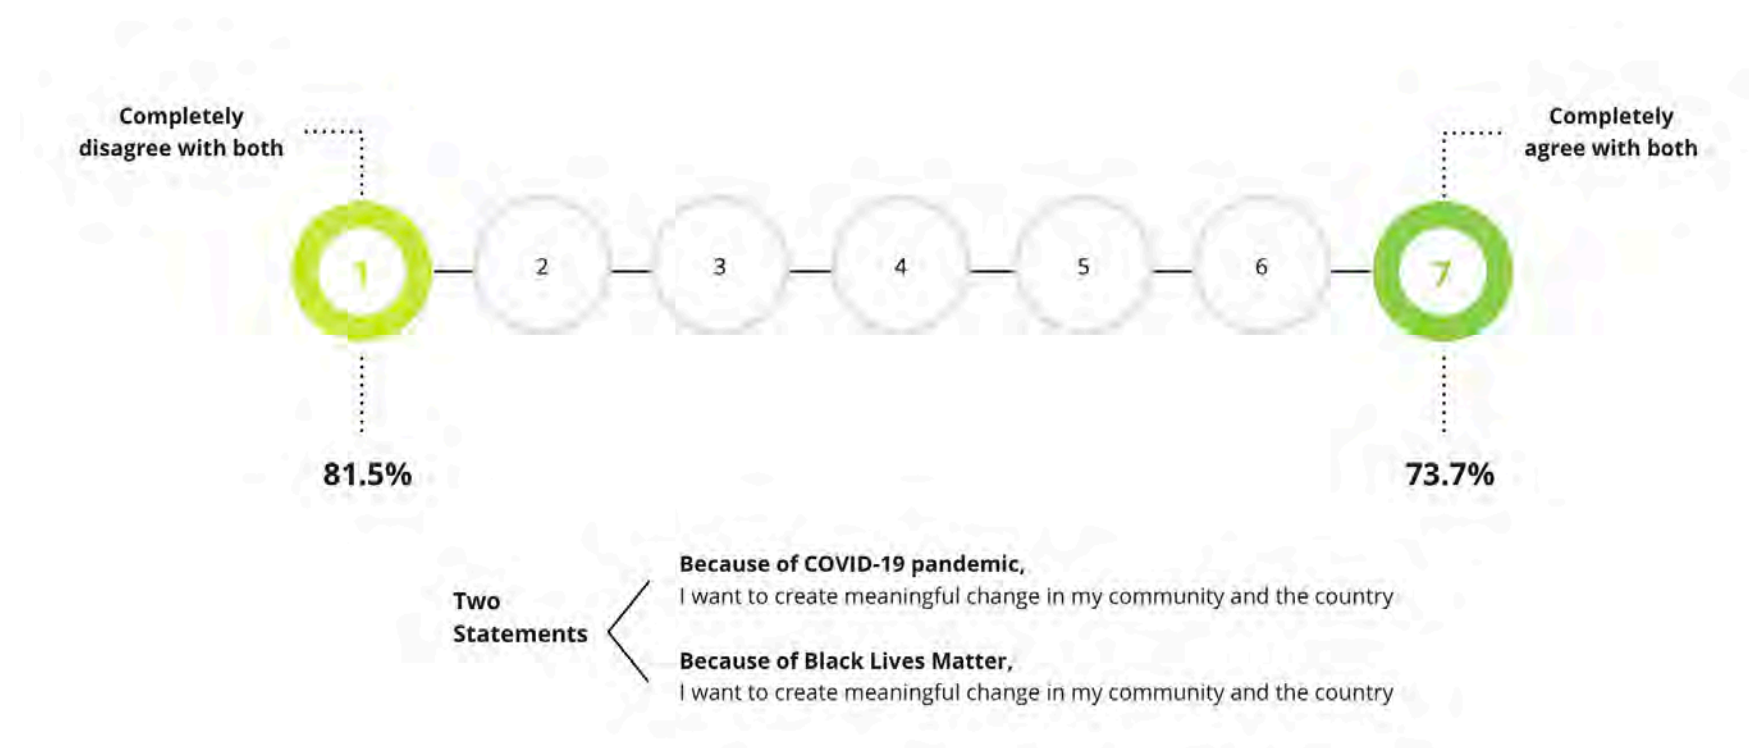 Completely
disagree with both
Completely
agree with both
1
2
3
4
5
6
7
81.5%
73.7%
Two
Statements
Because of COVID-19 pandemic,
I want to create meaningful change in my community and the country
Because of Black Lives Matter,
I want to create meaningful change in my community and the country